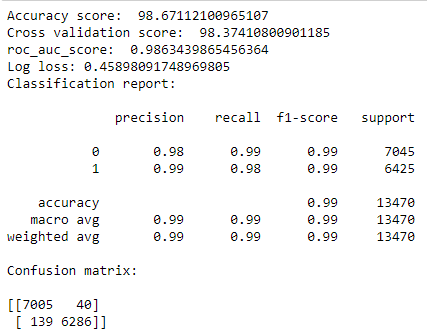 Accuracy score:  98.67112100965107
Cross validation score:  98.37410800901185
roc_auc_score:  0.9863439865456364
Log loss: 0.45898091748969805
Classification report:
precision    recall  f1-score   support
0       0.98      0.99      0.99      7045
1       0.99      0.98      0.99      6425
accuracy                           0.99     13470
macro avg       0.99      0.99      0.99     13470
weighted avg       0.99      0.99      0.99     13470
Confusion matrix:
[[7005   40]
[ 139 6286]]